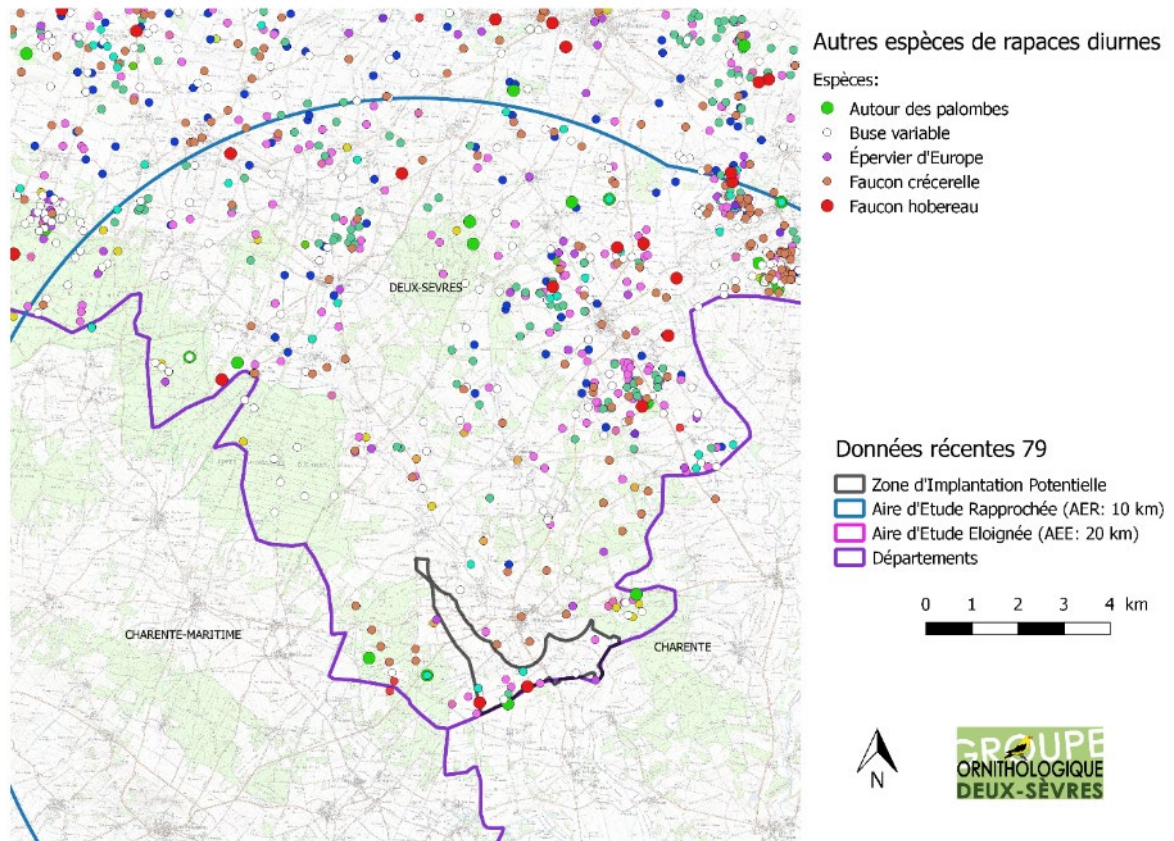 Autres espèces de rapaces diurnes
Espèces:
Autour des palombes
Buse variable
Épervier d'Europe
Faucon crécerelle
Faucon hobereau
DEUX-SÈVRES
CHARENTE-MARITIME
CHARENTE
Données récentes 79
Zone d'Implantation Potentielle
Aire d'Etude Rapprochée (AER: 10 km)
Aire d'Etude Eloignée (AEE: 20 km)
Départements
0 1 2 3 4 km
N
GROUPE
ORNITHOLOGIQUE
DEUX-SÈVRES